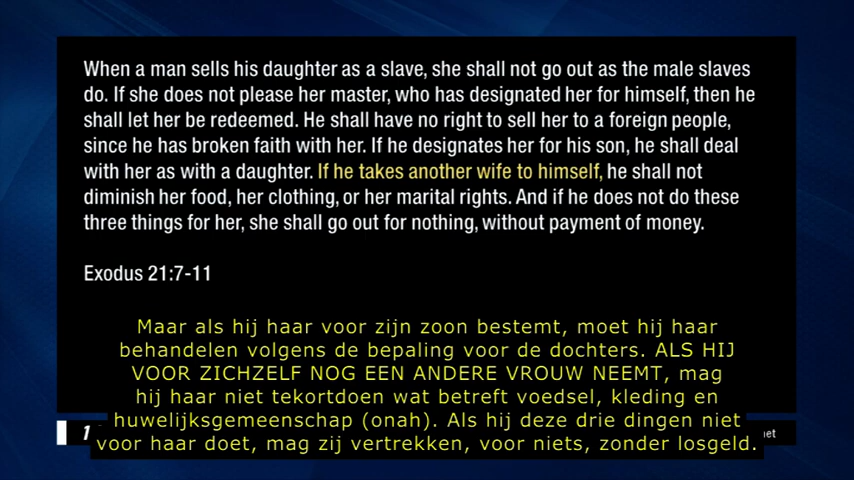 When a man sells his daughter as a slave, she shall not go out as the male slaves
do. If she does not please her master, who has designated her for himself, then he
shall let her be redeemed. He shall have no right to sell her to a foreign people,
since he has broken faith with her. If he designates her for his son, he shall deal
with her as with a daughter. If he takes another wife to himself, he shall not
diminish her food, her clothing, or her marital rights. And if he does not do these
three things for her, she shall go out for nothing, without payment of money.
Exodus 21:7-11
Maar als hij haar voor zijn zoon bestemt, moet hij haar
behandelen volgens de bepaling voor de dochters. ALS HIJ
VOOR ZICHZELF NOG EEN ANDERE VROUW NEEMT, mag
hij haar niet tekortdoen wat betreft voedsel, kleding en
huwelijksgemeenschap (onah). Als hij deze drie dingen niet
voor haar doet, mag zij vertrekken, voor niets, zonder losgeld.